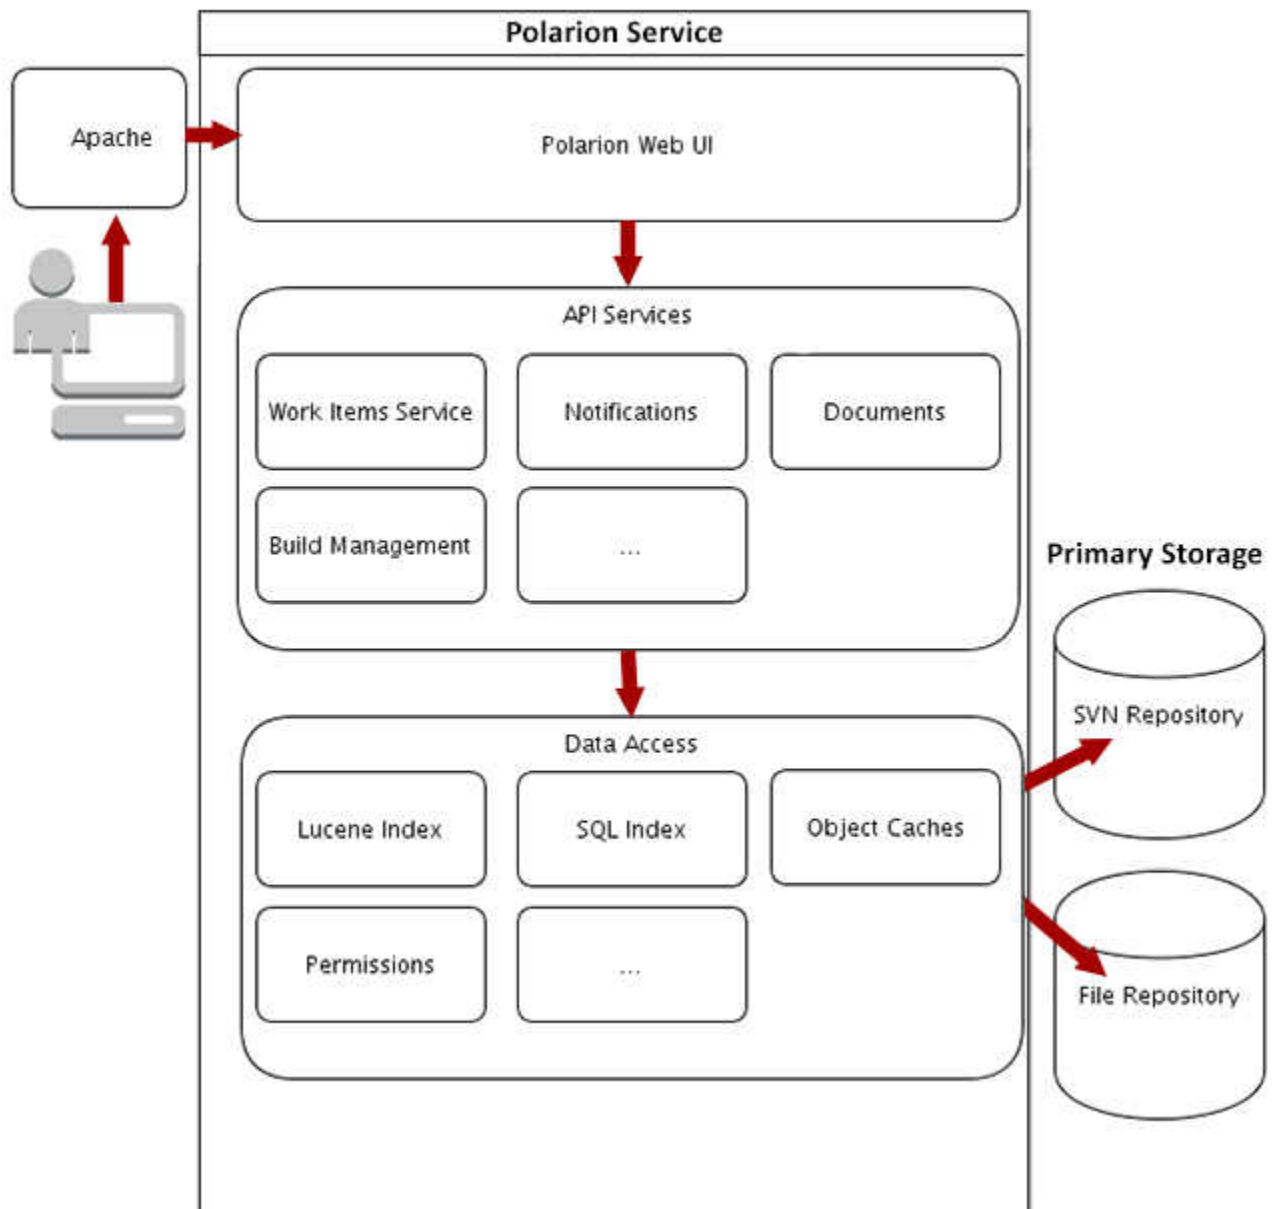 Polarion Service
Apache
Polarion Web UI
API Services
Work Items Service
Notifications
Documents
Build Management
...
Primary Storage
SVN Repository
Data Access
Lucene Index
SQL Index
Object Caches
Permissions
...
File Repository